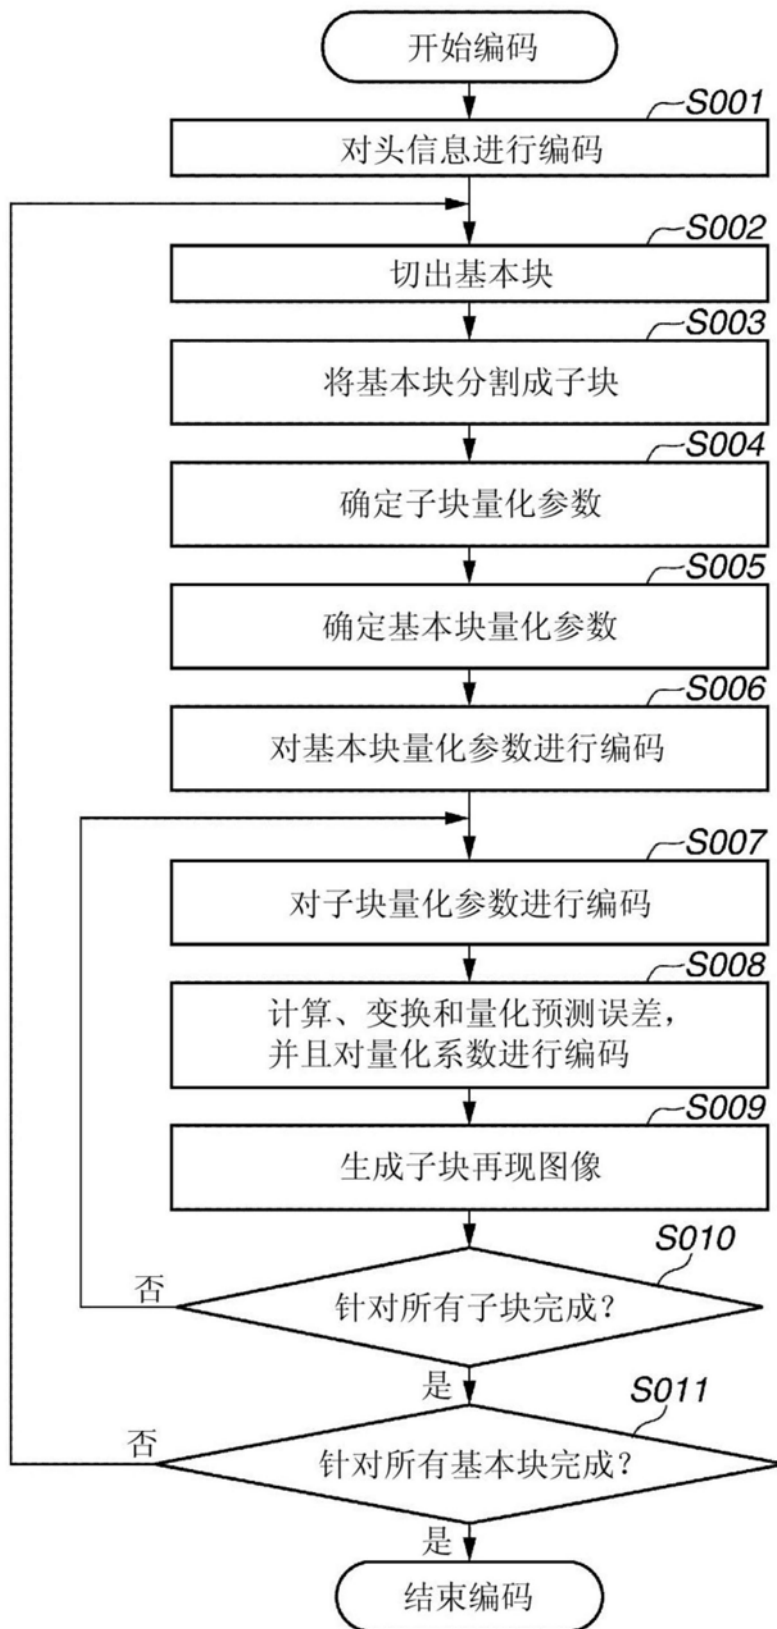 开始编码
S001
对头信息进行编码
S002
切出基本块
S003
将基本块分割成子块
S004
确定子块量化参数
S005
确定基本块量化参数
S006
对基本块量化参数进行编码
S007
对子块量化参数进行编码
S008
计算、变换和量化预测误差，
并且对量化系数进行编码
S009
生成子块再现图像
S010
否
针对所有子块完成？
是
S011
否
针对所有基本块完成？
是
结束编码